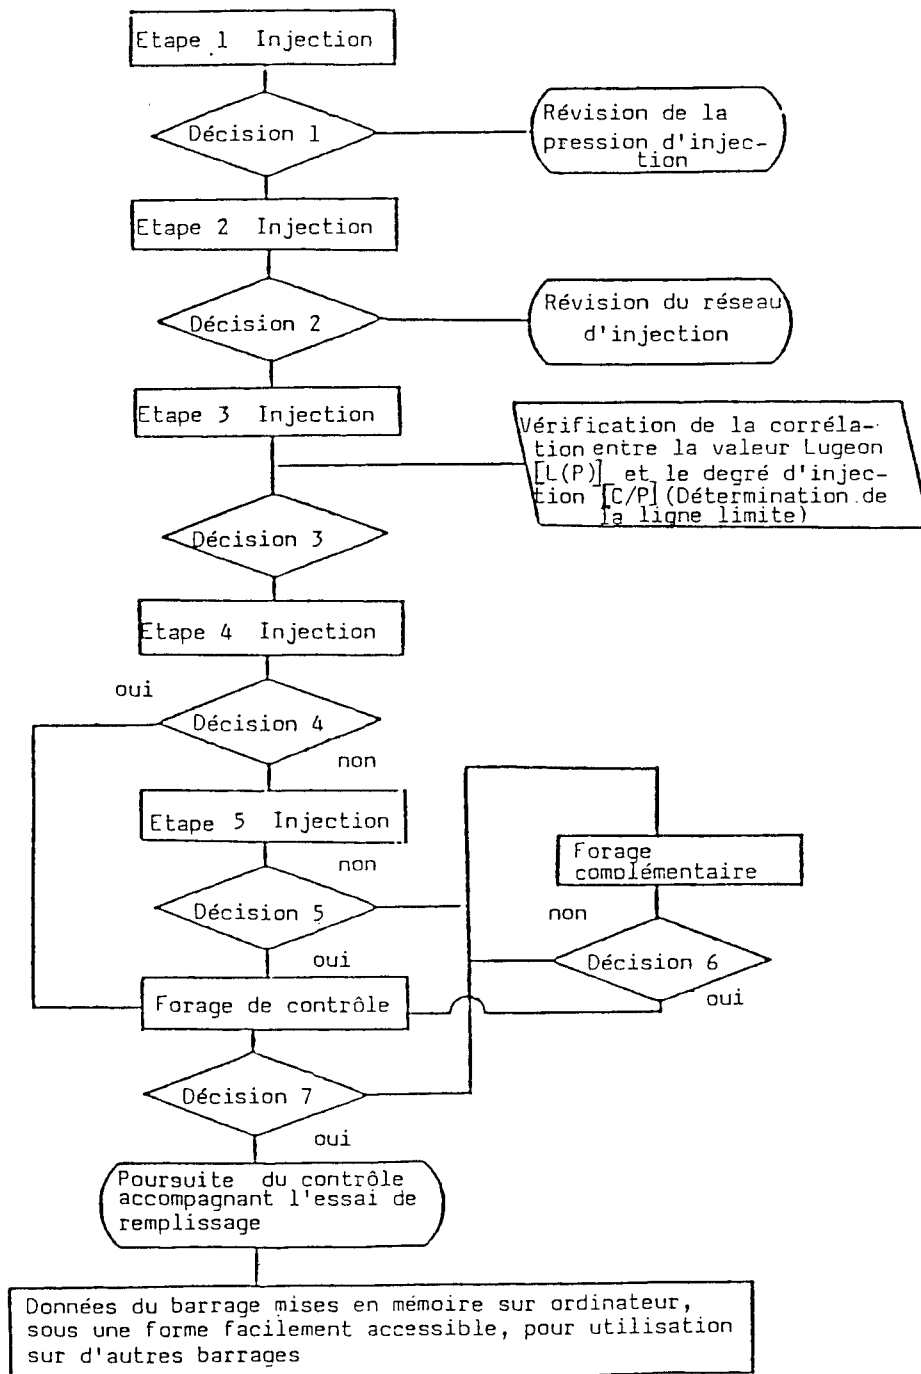 Etape 1 Injection
Décision 1
Révision de la
pression d'injec-
tion
Etape 2 Injection
Décision 2
Révision du réseau
d'injection
Etape 3 Injection
Vérification de la corréla-
tion entre la valeur Lugeon
[L(P)] et le degré d'injec-
tion [C/P] (Détermination de
la ligne limite)
Décision 3
Etape 4 Injection
oui
Décision 4
non
Etape 5 Injection
non
Décision 5
oui
Forage
complémentaire
non
Décision 6
oui
Forage de contrôle
Décision 7
oui
Poursuite du contrôle
accompagnant l'essai de
remplissage
Données du barrage mises en mémoire sur ordinateur,
sous une forme facilement accessible, pour utilisation
sur d'autres barrages